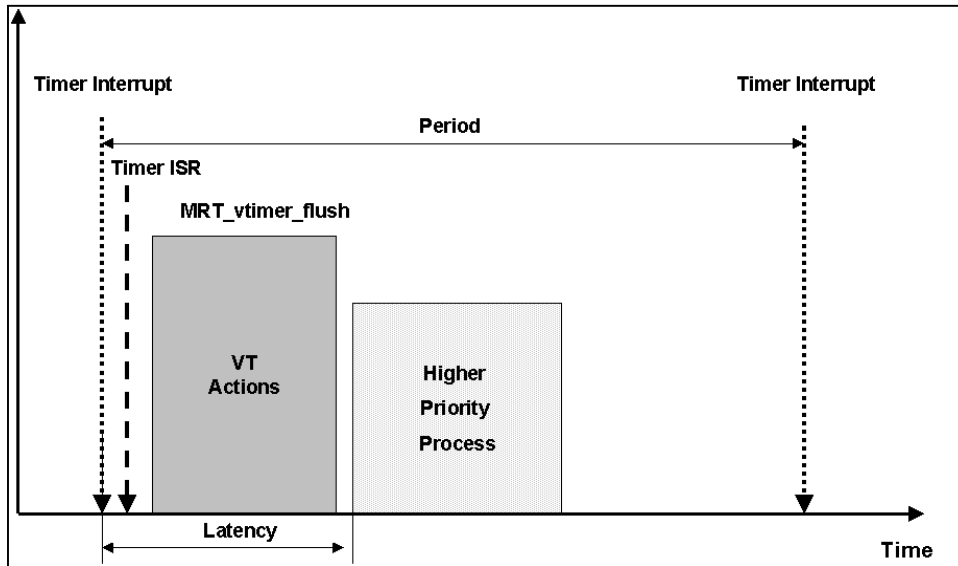 Timer Interrupt
Timer Interrupt
Period
Timer ISR
MRT_vtimer_flush
VT
Actions
Higher
Priority
Process
Latency
Time